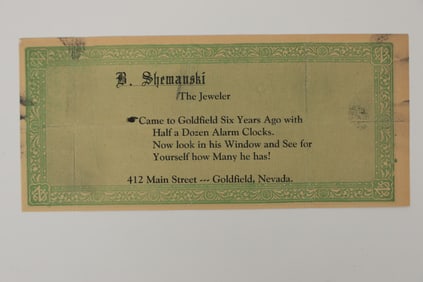 B. Shemanski
The Jeweler
☛Came to Goldfield Six Years Ago with
Half a Dozen Alarm Clocks.
Now look in his Window and See for
Yourself how Many he has!
412 Main Street --- Goldfield, Nevada.